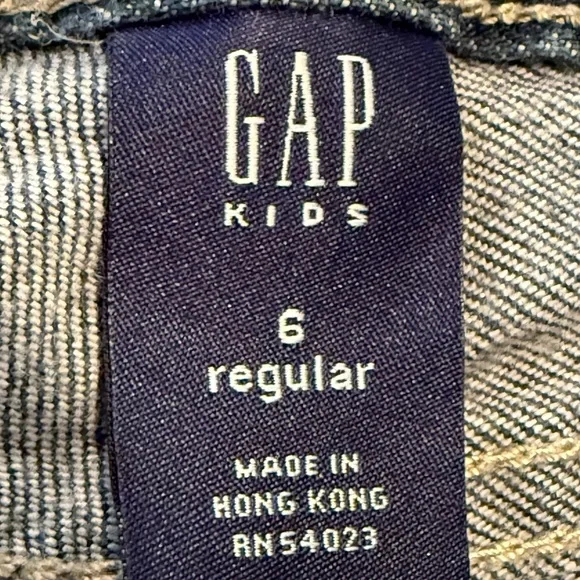 GAP
KIDS
6
regular
MADE IN
HONG KONG
RN54023